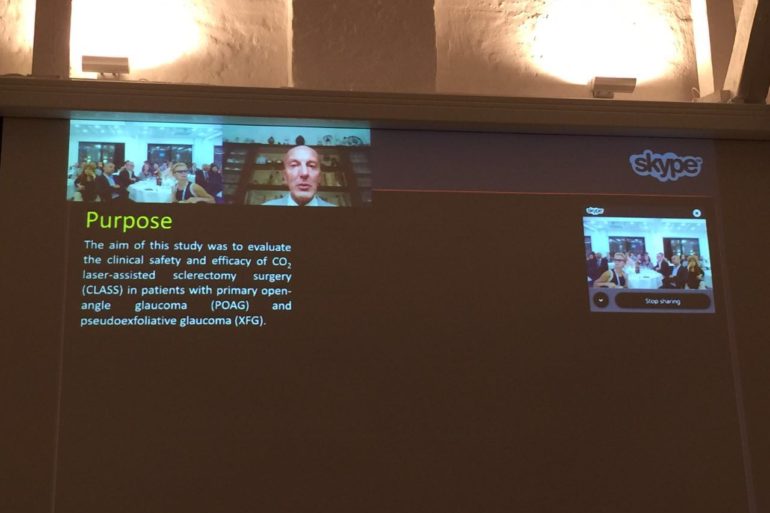 skype
Purpose
skype
The aim of this study was to evaluate
the clinical safety and efficacy of CO2
laser-assisted sclerectomy surgery
(CLASS) in patients with primary open-
angle glaucoma (POAG) and
pseudoexfoliative glaucoma (XFG).
Stop sharing